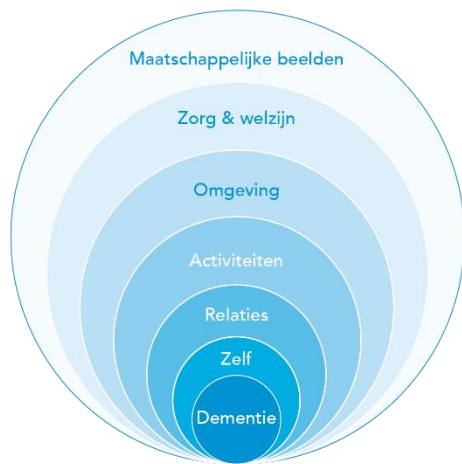 Maatschappelijke beelden
Zorg & welzijn
Omgeving
Activiteiten
Relaties
Zelf
Dementie